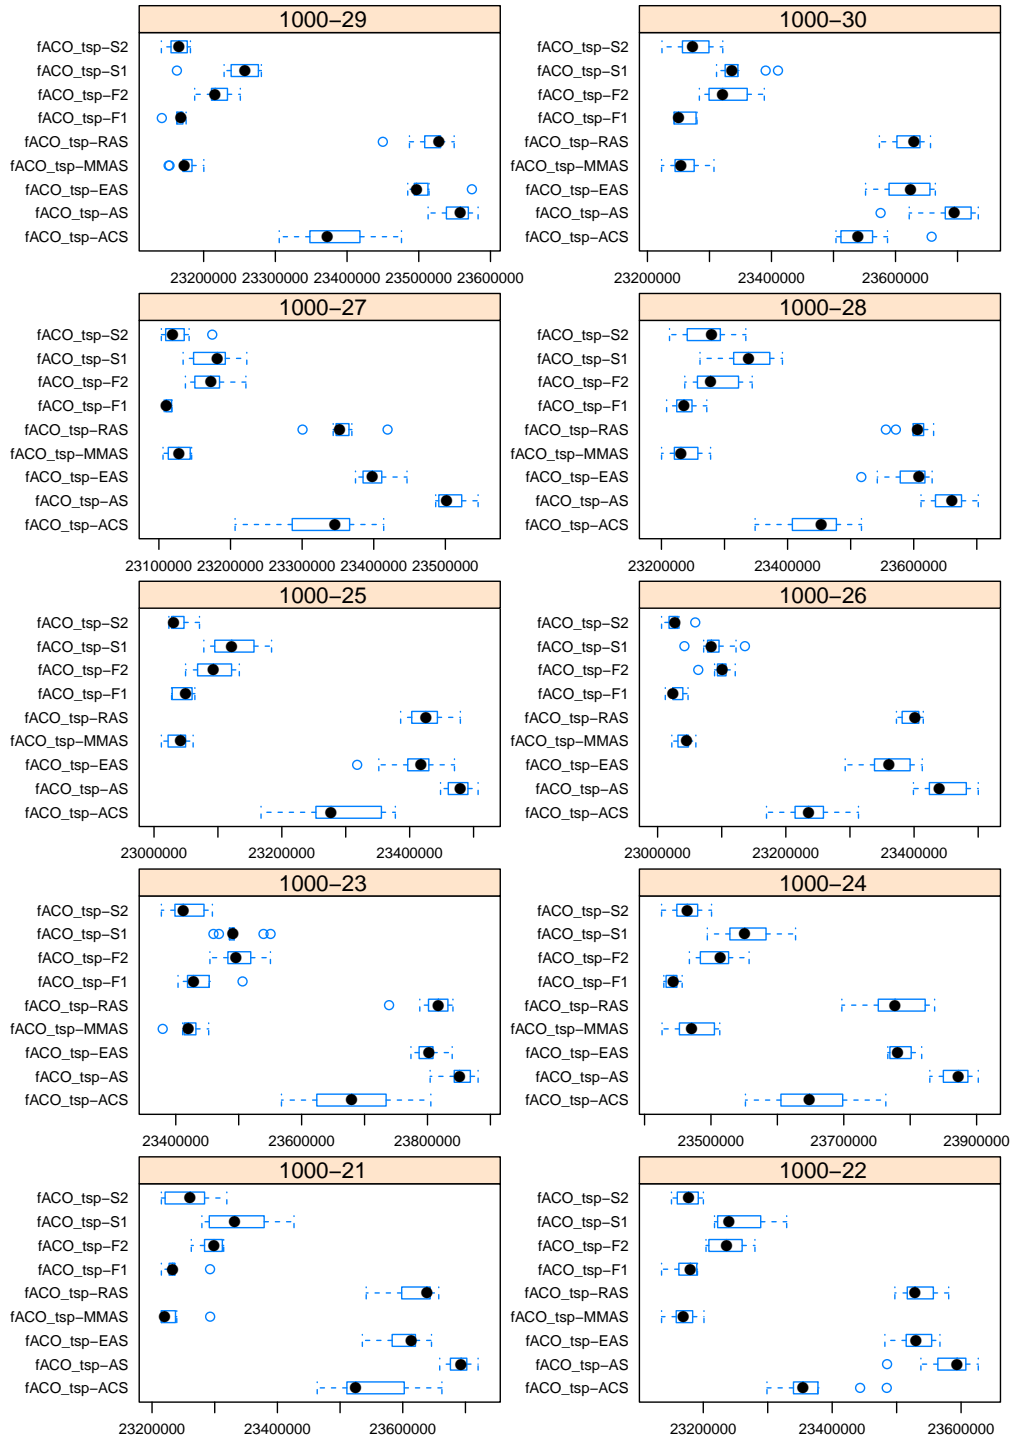 1000−29
fACO_tsp−S2
fACO_tsp−S1
fACO_tsp−F2
fACO_tsp−F1
fACO_tsp−RAS
fACO_tsp−MMAS
fACO_tsp−EAS
fACO_tsp−AS
fACO_tsp−ACS
23200000 23300000 23400000 23500000 23600000
1000−30
fACO_tsp−S2
fACO_tsp−S1
fACO_tsp−F2
fACO_tsp−F1
fACO_tsp−RAS
fACO_tsp−MMAS
fACO_tsp−EAS
fACO_tsp−AS
fACO_tsp−ACS
23200000 23400000 23600000
1000−27
fACO_tsp−S2
fACO_tsp−S1
fACO_tsp−F2
fACO_tsp−F1
fACO_tsp−RAS
fACO_tsp−MMAS
fACO_tsp−EAS
fACO_tsp−AS
fACO_tsp−ACS
23100000 23200000 23300000 23400000 23500000
1000−28
fACO_tsp−S2
fACO_tsp−S1
fACO_tsp−F2
fACO_tsp−F1
fACO_tsp−RAS
fACO_tsp−MMAS
fACO_tsp−EAS
fACO_tsp−AS
fACO_tsp−ACS
23200000 23400000 23600000
1000−25
fACO_tsp−S2
fACO_tsp−S1
fACO_tsp−F2
fACO_tsp−F1
fACO_tsp−RAS
fACO_tsp−MMAS
fACO_tsp−EAS
fACO_tsp−AS
fACO_tsp−ACS
23000000 23200000 23400000
1000−26
fACO_tsp−S2
fACO_tsp−S1
fACO_tsp−F2
fACO_tsp−F1
fACO_tsp−RAS
fACO_tsp−MMAS
fACO_tsp−EAS
fACO_tsp−AS
fACO_tsp−ACS
23000000 23200000 23400000
1000−23
fACO_tsp−S2
fACO_tsp−S1
fACO_tsp−F2
fACO_tsp−F1
fACO_tsp−RAS
fACO_tsp−MMAS
fACO_tsp−EAS
fACO_tsp−AS
fACO_tsp−ACS
23400000 23600000 23800000
1000−24
fACO_tsp−S2
fACO_tsp−S1
fACO_tsp−F2
fACO_tsp−F1
fACO_tsp−RAS
fACO_tsp−MMAS
fACO_tsp−EAS
fACO_tsp−AS
fACO_tsp−ACS
23500000 23700000 23900000
1000−21
fACO_tsp−S2
fACO_tsp−S1
fACO_tsp−F2
fACO_tsp−F1
fACO_tsp−RAS
fACO_tsp−MMAS
fACO_tsp−EAS
fACO_tsp−AS
fACO_tsp−ACS
23200000 23400000 23600000
1000−22
fACO_tsp−S2
fACO_tsp−S1
fACO_tsp−F2
fACO_tsp−F1
fACO_tsp−RAS
fACO_tsp−MMAS
fACO_tsp−EAS
fACO_tsp−AS
fACO_tsp−ACS
23200000 23400000 23600000